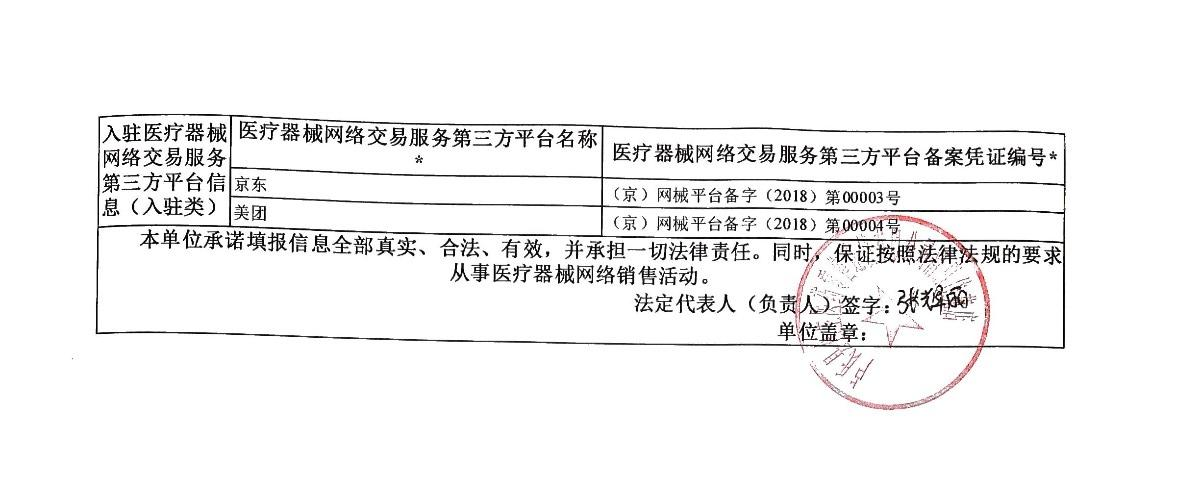 入驻医疗器械
网络交易服务
第三方平台信
息（入驻类）
医疗器械网络交易服务第三方平台名称
*
医疗器械网络交易服务第三方平台备案凭证编号*
京东
（京）网械平台备字（2018）第00003号
美团
（京）网械平台备字（2018）第00004号
本单位承诺填报信息全部真实、合法、有效，并承担一切法律责任。同时，保证按照法律法规的要求
从事医疗器械网络销售活动。
法定代表人（负责人）签字：
单位盖章：